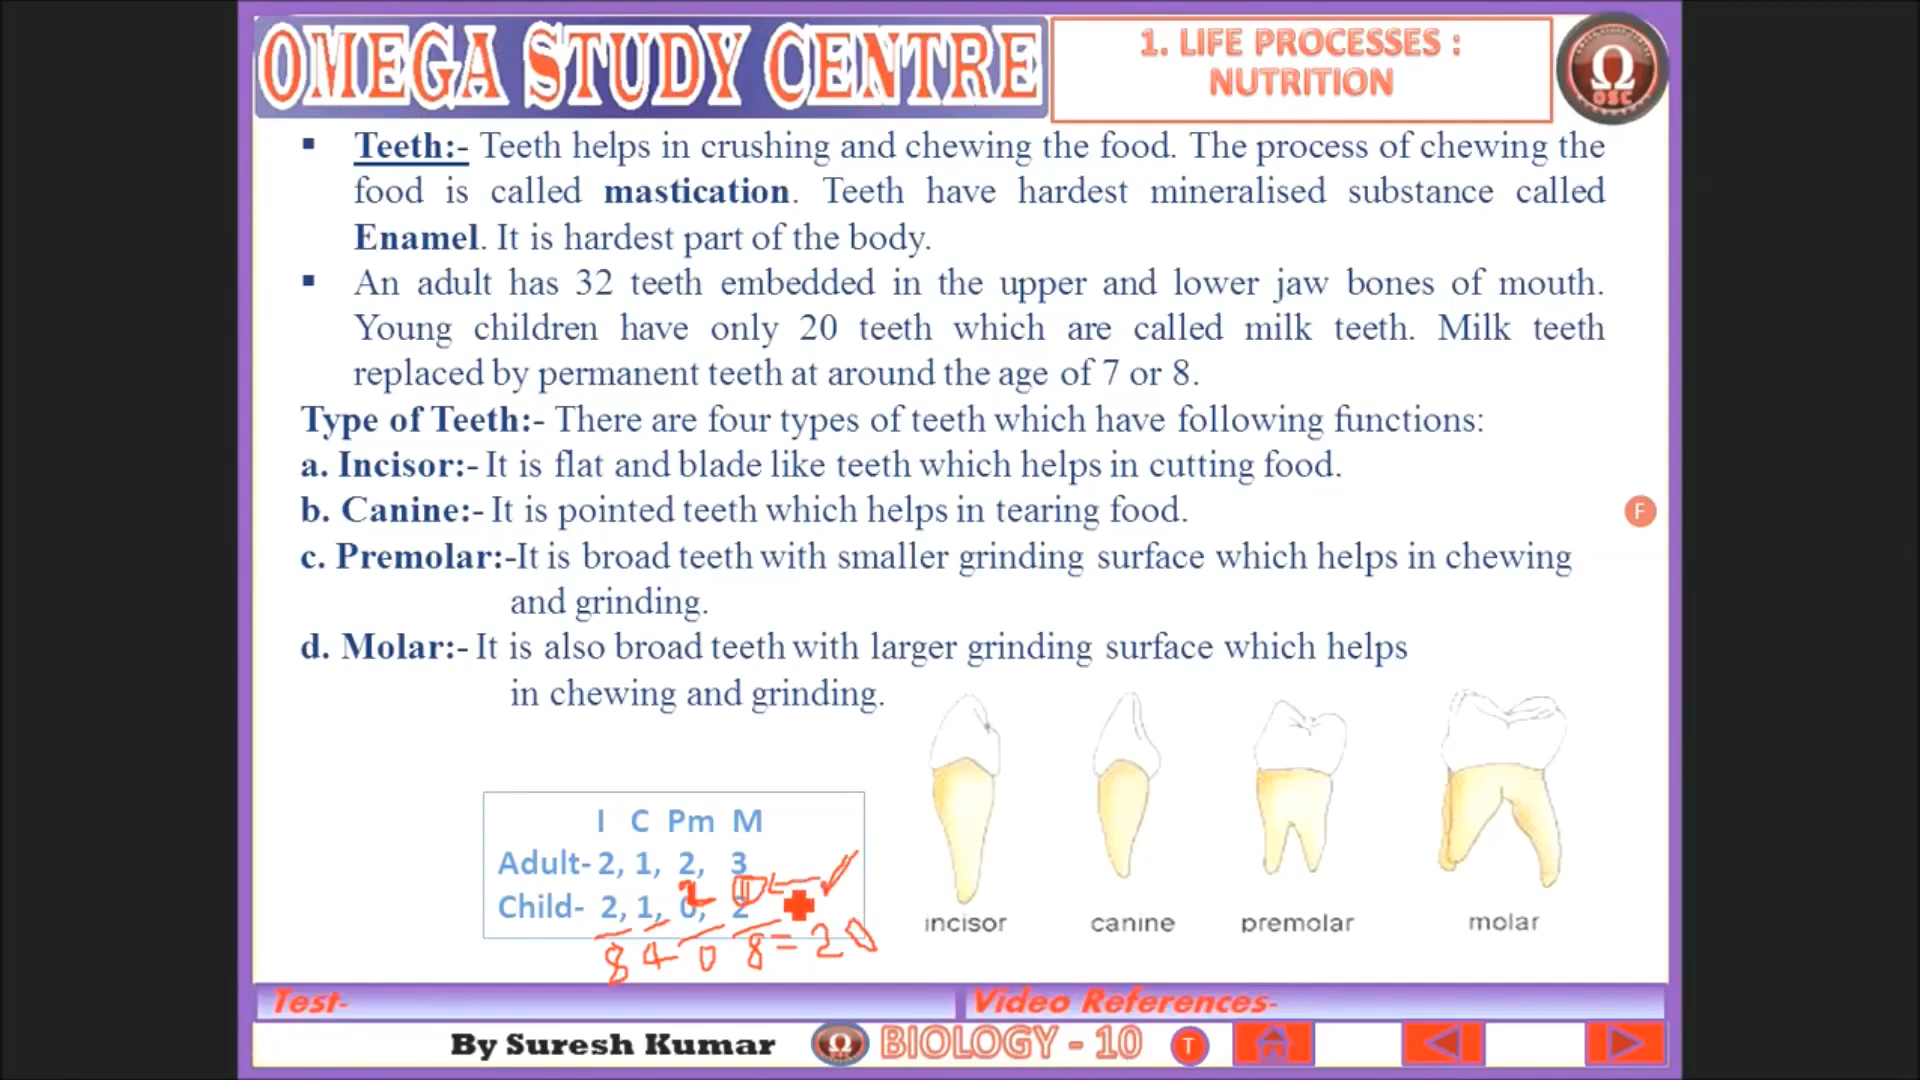 OMEGA STUDY CENTRE
1. LIFE PROCESSES :
NUTRITION
Ω
OSC
▪ Teeth:- Teeth helps in crushing and chewing the food. The process of chewing the
food is called mastication. Teeth have hardest mineralised substance called
Enamel. It is hardest part of the body.
▪ An adult has 32 teeth embedded in the upper and lower jaw bones of mouth.
Young children have only 20 teeth which are called milk teeth. Milk teeth
replaced by permanent teeth at around the age of 7 or 8.
Type of Teeth:- There are four types of teeth which have following functions:
a. Incisor:- It is flat and blade like teeth which helps in cutting food.
b. Canine:- It is pointed teeth which helps in tearing food.
F
c. Premolar:-It is broad teeth with smaller grinding surface which helps in chewing
and grinding.
d. Molar:- It is also broad teeth with larger grinding surface which helps
in chewing and grinding.
I C Pm M
Adult- 2, 1, 2, 3
2
Child- 2, 1, 0, 2
8 4 0 8 = 20
incisor canine premolar molar
Test-
Video References-
By Suresh Kumar
Ω
BIOLOGY - 10
T